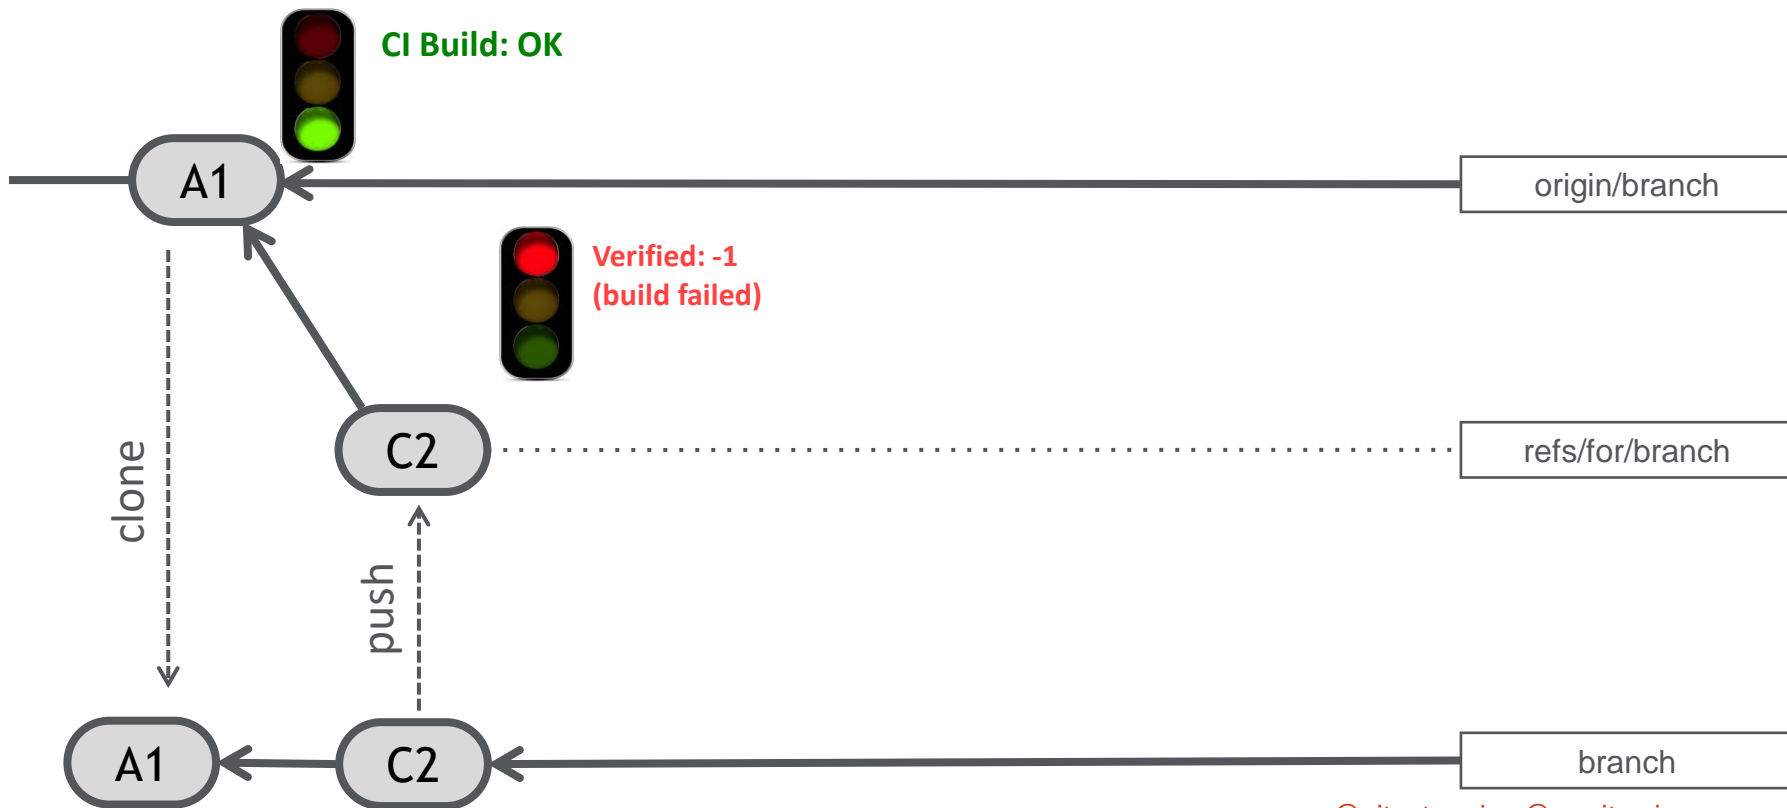 CI Build: OK
A1
origin/branch
Verified: -1
(build failed)
C2
refs/for/branch
clone
push
A1
C2
branch